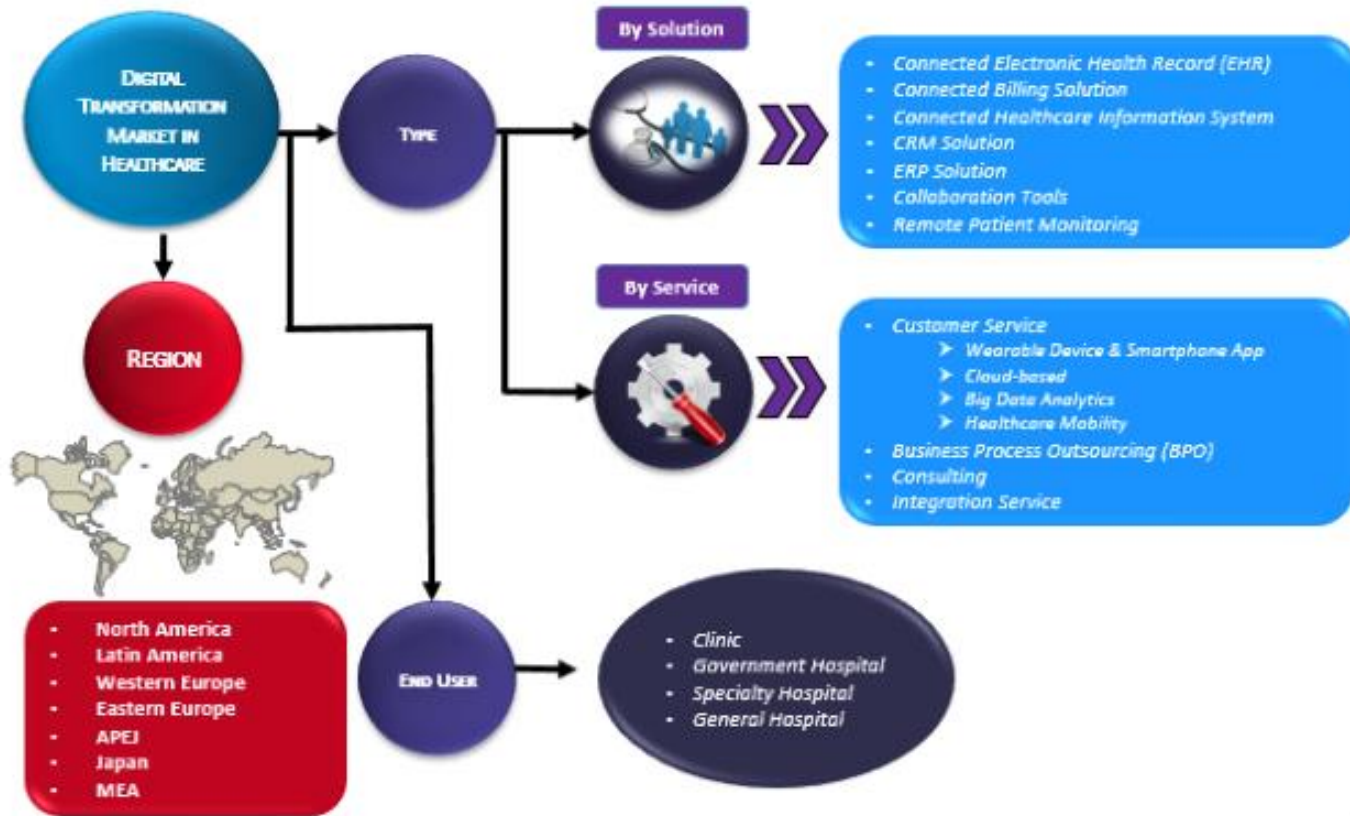 DIGITAL
TRANSFORMATION
MARKET IN
HEALTHCARE
TYPE
By Solution
- Connected Electronic Health Record (EHR)
- Connected Billing Solution
- Connected Healthcare Information System
- CRM Solution
- ERP Solution
- Collaboration Tools
- Remote Patient Monitoring
By Service
- Customer Service
➤ Wearable Device & Smartphone App
➤ Cloud-based
➤ Big Data Analytics
➤ Healthcare Mobility
- Business Process Outsourcing (BPO)
- Consulting
- Integration Service
REGION
- North America
- Latin America
- Western Europe
- Eastern Europe
- APEJ
- Japan
- MEA
END USER
- Clinic
- Government Hospital
- Specialty Hospital
- General Hospital